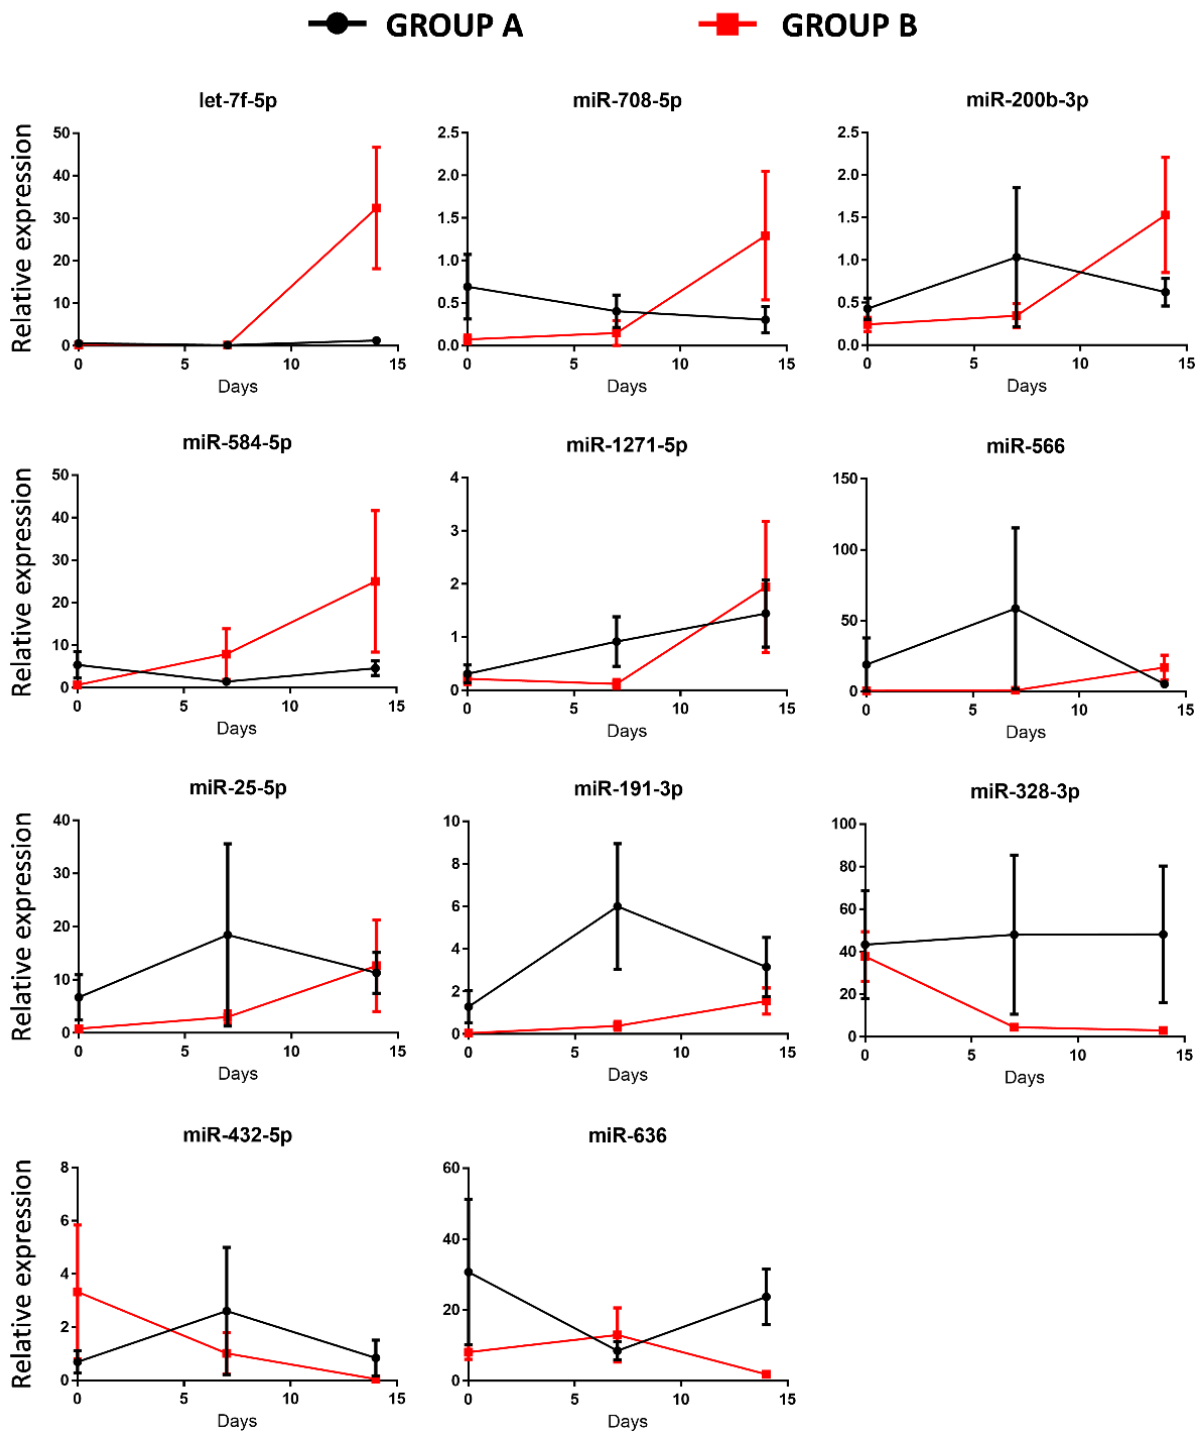 GROUP A GROUP B
let-7f-5p miR-708-5p miR-200b-3p
Relative expression
50 40 30 20 10 0
0 5 10 15
Days
2.5 2.0 1.5 1.0 0.5 0.0
0 5 10 15
Days
2.5 2.0 1.5 1.0 0.5 0.0
0 5 10 15
Days
miR-584-5p miR-1271-5p miR-566
Relative expression
50 40 30 20 10 0
0 5 10 15
Days
4 3 2 1 0
0 5 10 15
Days
150 100 50 0
0 5 10 15
Days
miR-25-5p miR-191-3p miR-328-3p
Relative expression
40 30 20 10 0
0 5 10 15
Days
10 8 6 4 2 0
0 5 10 15
Days
100 80 60 40 20 0
0 5 10 15
Days
miR-432-5p miR-636
Relative expression
8 6 4 2 0
0 5 10 15
Days
60 40 20 0
0 5 10 15
Days